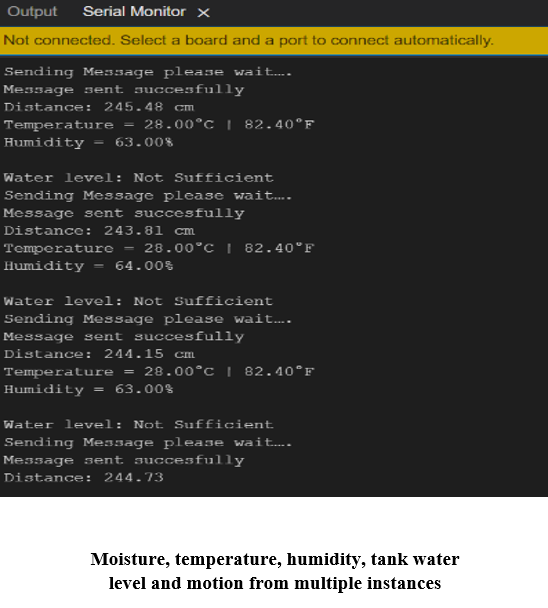 Output Serial Monitor ×
Not connected. Select a board and a port to connect automatically.
Sending Message please wait....
Message sent succesfully
Distance: 245.48 cm
Temperature = 28.00°C | 82.40°F
Humidity = 63.00%
Water level: Not Sufficient
Sending Message please wait....
Message sent succesfully
Distance: 243.81 cm
Temperature = 28.00°C | 82.40°F
Humidity = 64.00%
Water level: Not Sufficient
Sending Message please wait....
Message sent succesfully
Distance: 244.15 cm
Temperature = 28.00°C | 82.40°F
Humidity = 63.00%
Water level: Not Sufficient
Sending Message please wait....
Message sent succesfully
Distance: 244.73
Moisture, temperature, humidity, tank water
level and motion from multiple instances